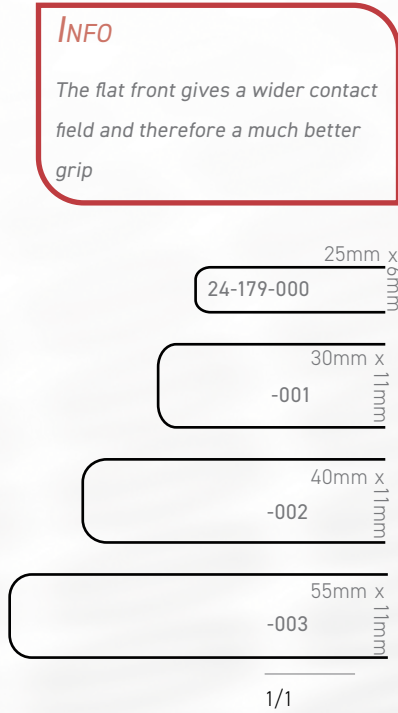 INFO
The flat front gives a wider contact
field and therefore a much better
grip
25mm x 6mm
24-179-000
30mm x 11mm
-001
40mm x 11mm
-002
55mm x 11mm
-003
1/1